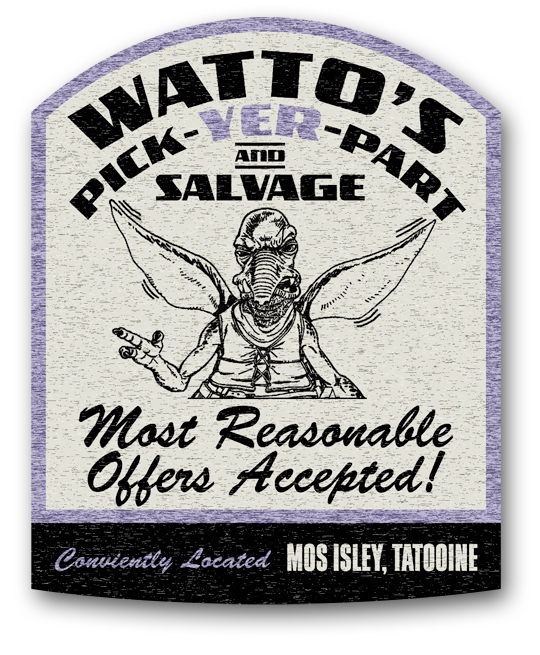 WATTO'S
PICK-YER-PART
AND
SALVAGE
Most Reasonable
Offers Accepted!
Conviently Located MOS ISLEY, TATOOINE